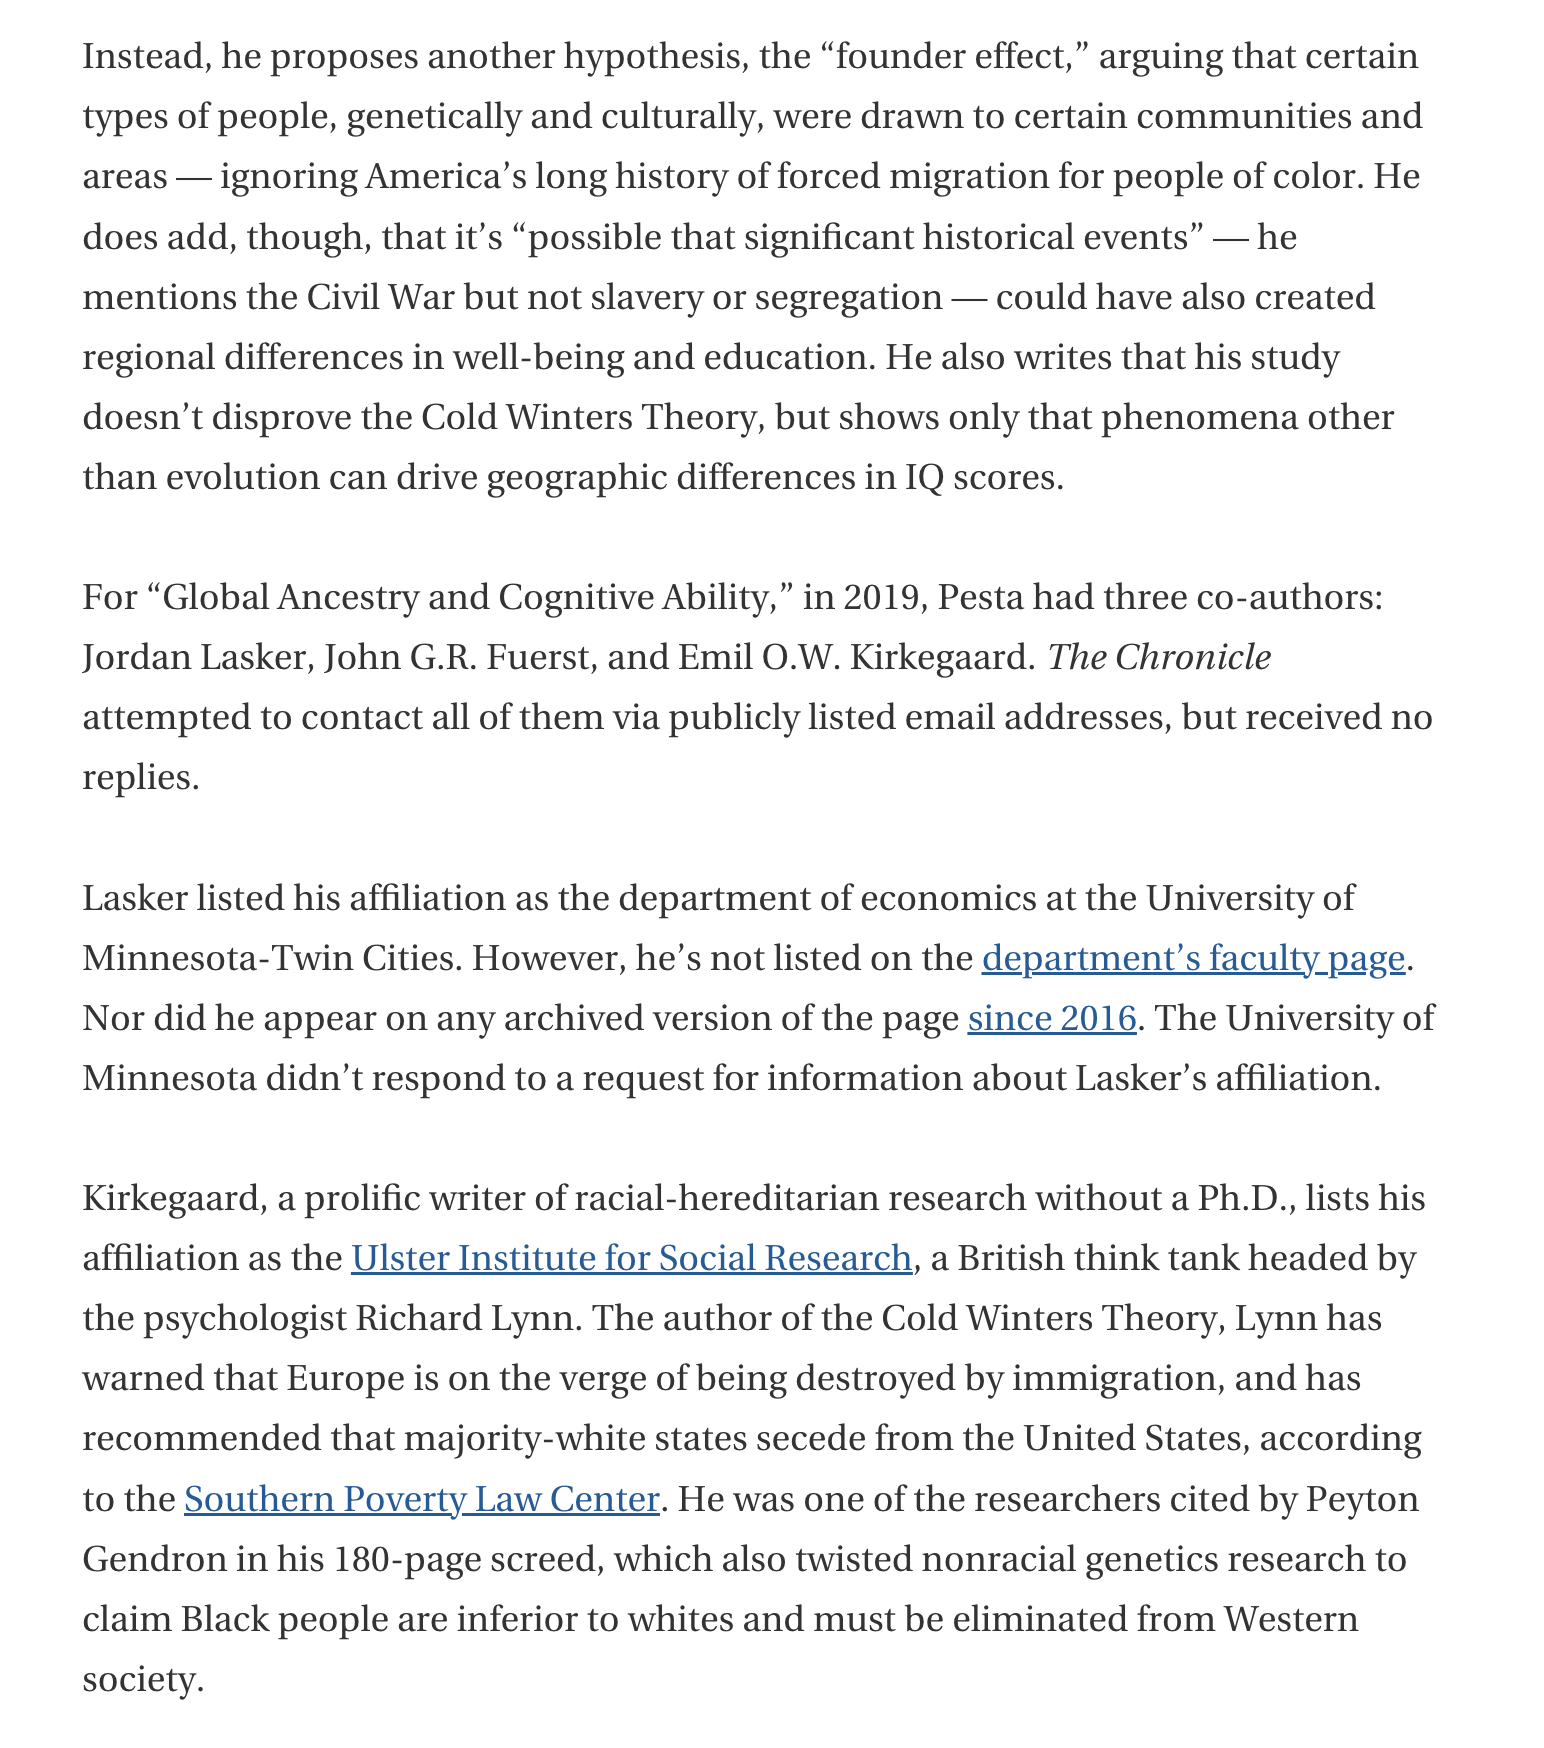 Instead, he proposes another hypothesis, the “founder effect,” arguing that certain
types of people, genetically and culturally, were drawn to certain communities and
areas — ignoring America’s long history of forced migration for people of color. He
does add, though, that it’s “possible that significant historical events” — he
mentions the Civil War but not slavery or segregation — could have also created
regional differences in well-being and education. He also writes that his study
doesn’t disprove the Cold Winters Theory, but shows only that phenomena other
than evolution can drive geographic differences in IQ scores.
For “Global Ancestry and Cognitive Ability,” in 2019, Pesta had three co-authors:
Jordan Lasker, John G.R. Fuerst, and Emil O.W. Kirkegaard. The Chronicle
attempted to contact all of them via publicly listed email addresses, but received no
replies.
Lasker listed his affiliation as the department of economics at the University of
Minnesota-Twin Cities. However, he’s not listed on the department’s faculty page.
Nor did he appear on any archived version of the page since 2016. The University of
Minnesota didn’t respond to a request for information about Lasker’s affiliation.
Kirkegaard, a prolific writer of racial-hereditarian research without a Ph.D., lists his
affiliation as the Ulster Institute for Social Research, a British think tank headed by
the psychologist Richard Lynn. The author of the Cold Winters Theory, Lynn has
warned that Europe is on the verge of being destroyed by immigration, and has
recommended that majority-white states secede from the United States, according
to the Southern Poverty Law Center. He was one of the researchers cited by Peyton
Gendron in his 180-page screed, which also twisted nonracial genetics research to
claim Black people are inferior to whites and must be eliminated from Western
society.